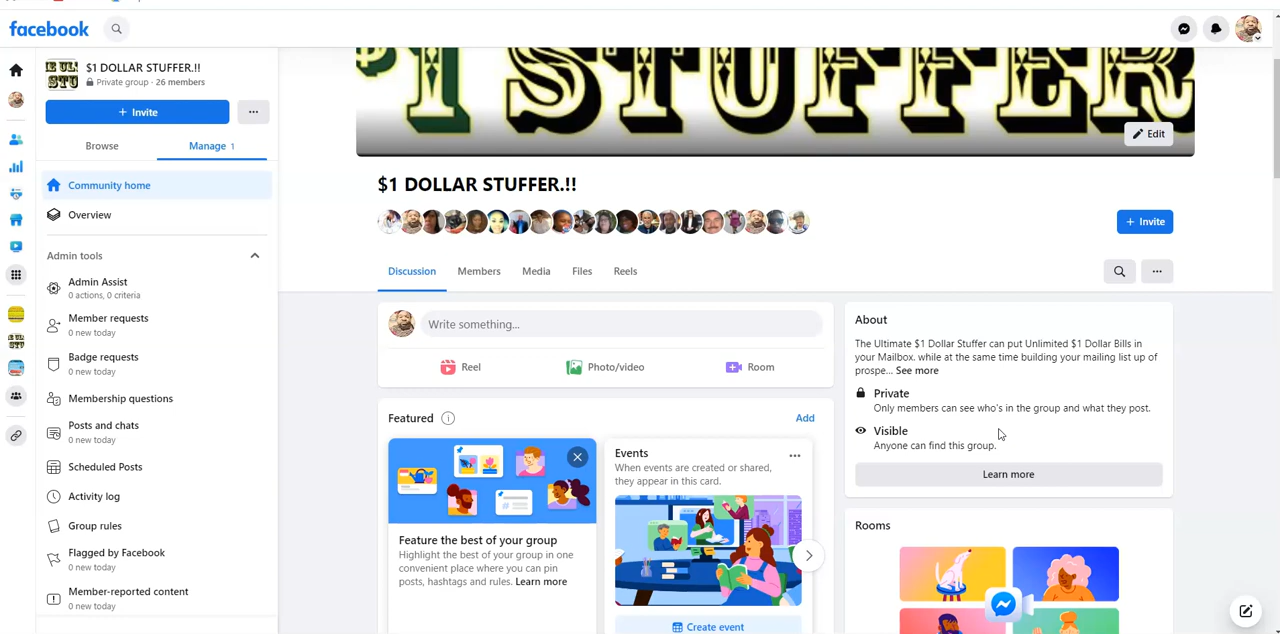 facebook
$1 DOLLAR STUFFER.!!
Private group · 26 members
+ Invite
...
Browse
Manage 1
Community home
Overview
Admin tools
Admin Assist
0 actions, 0 criteria
Member requests
0 new today
Badge requests
0 new today
Membership questions
Posts and chats
0 new today
Scheduled Posts
Activity log
Group rules
Flagged by Facebook
0 new today
Member-reported content
0 new today
$1 STUFFER
Edit
$1 DOLLAR STUFFER.!!
+ Invite
Discussion
Members
Media
Files
Reels
...
Write something...
Reel
Photo/video
Room
Featured
Add
Feature the best of your group
Highlight the best of your group in one
convenient place where you can pin
posts, hashtags and rules. Learn more
Events
When events are created or shared,
they appear in this card.
Create event
About
The Ultimate $1 Dollar Stuffer can put Unlimited $1 Dollar Bills in
your Mailbox. while at the same time building your mailing list up of
prospe... See more
Private
Only members can see who's in the group and what they post.
Visible
Anyone can find this group.
Learn more
Rooms